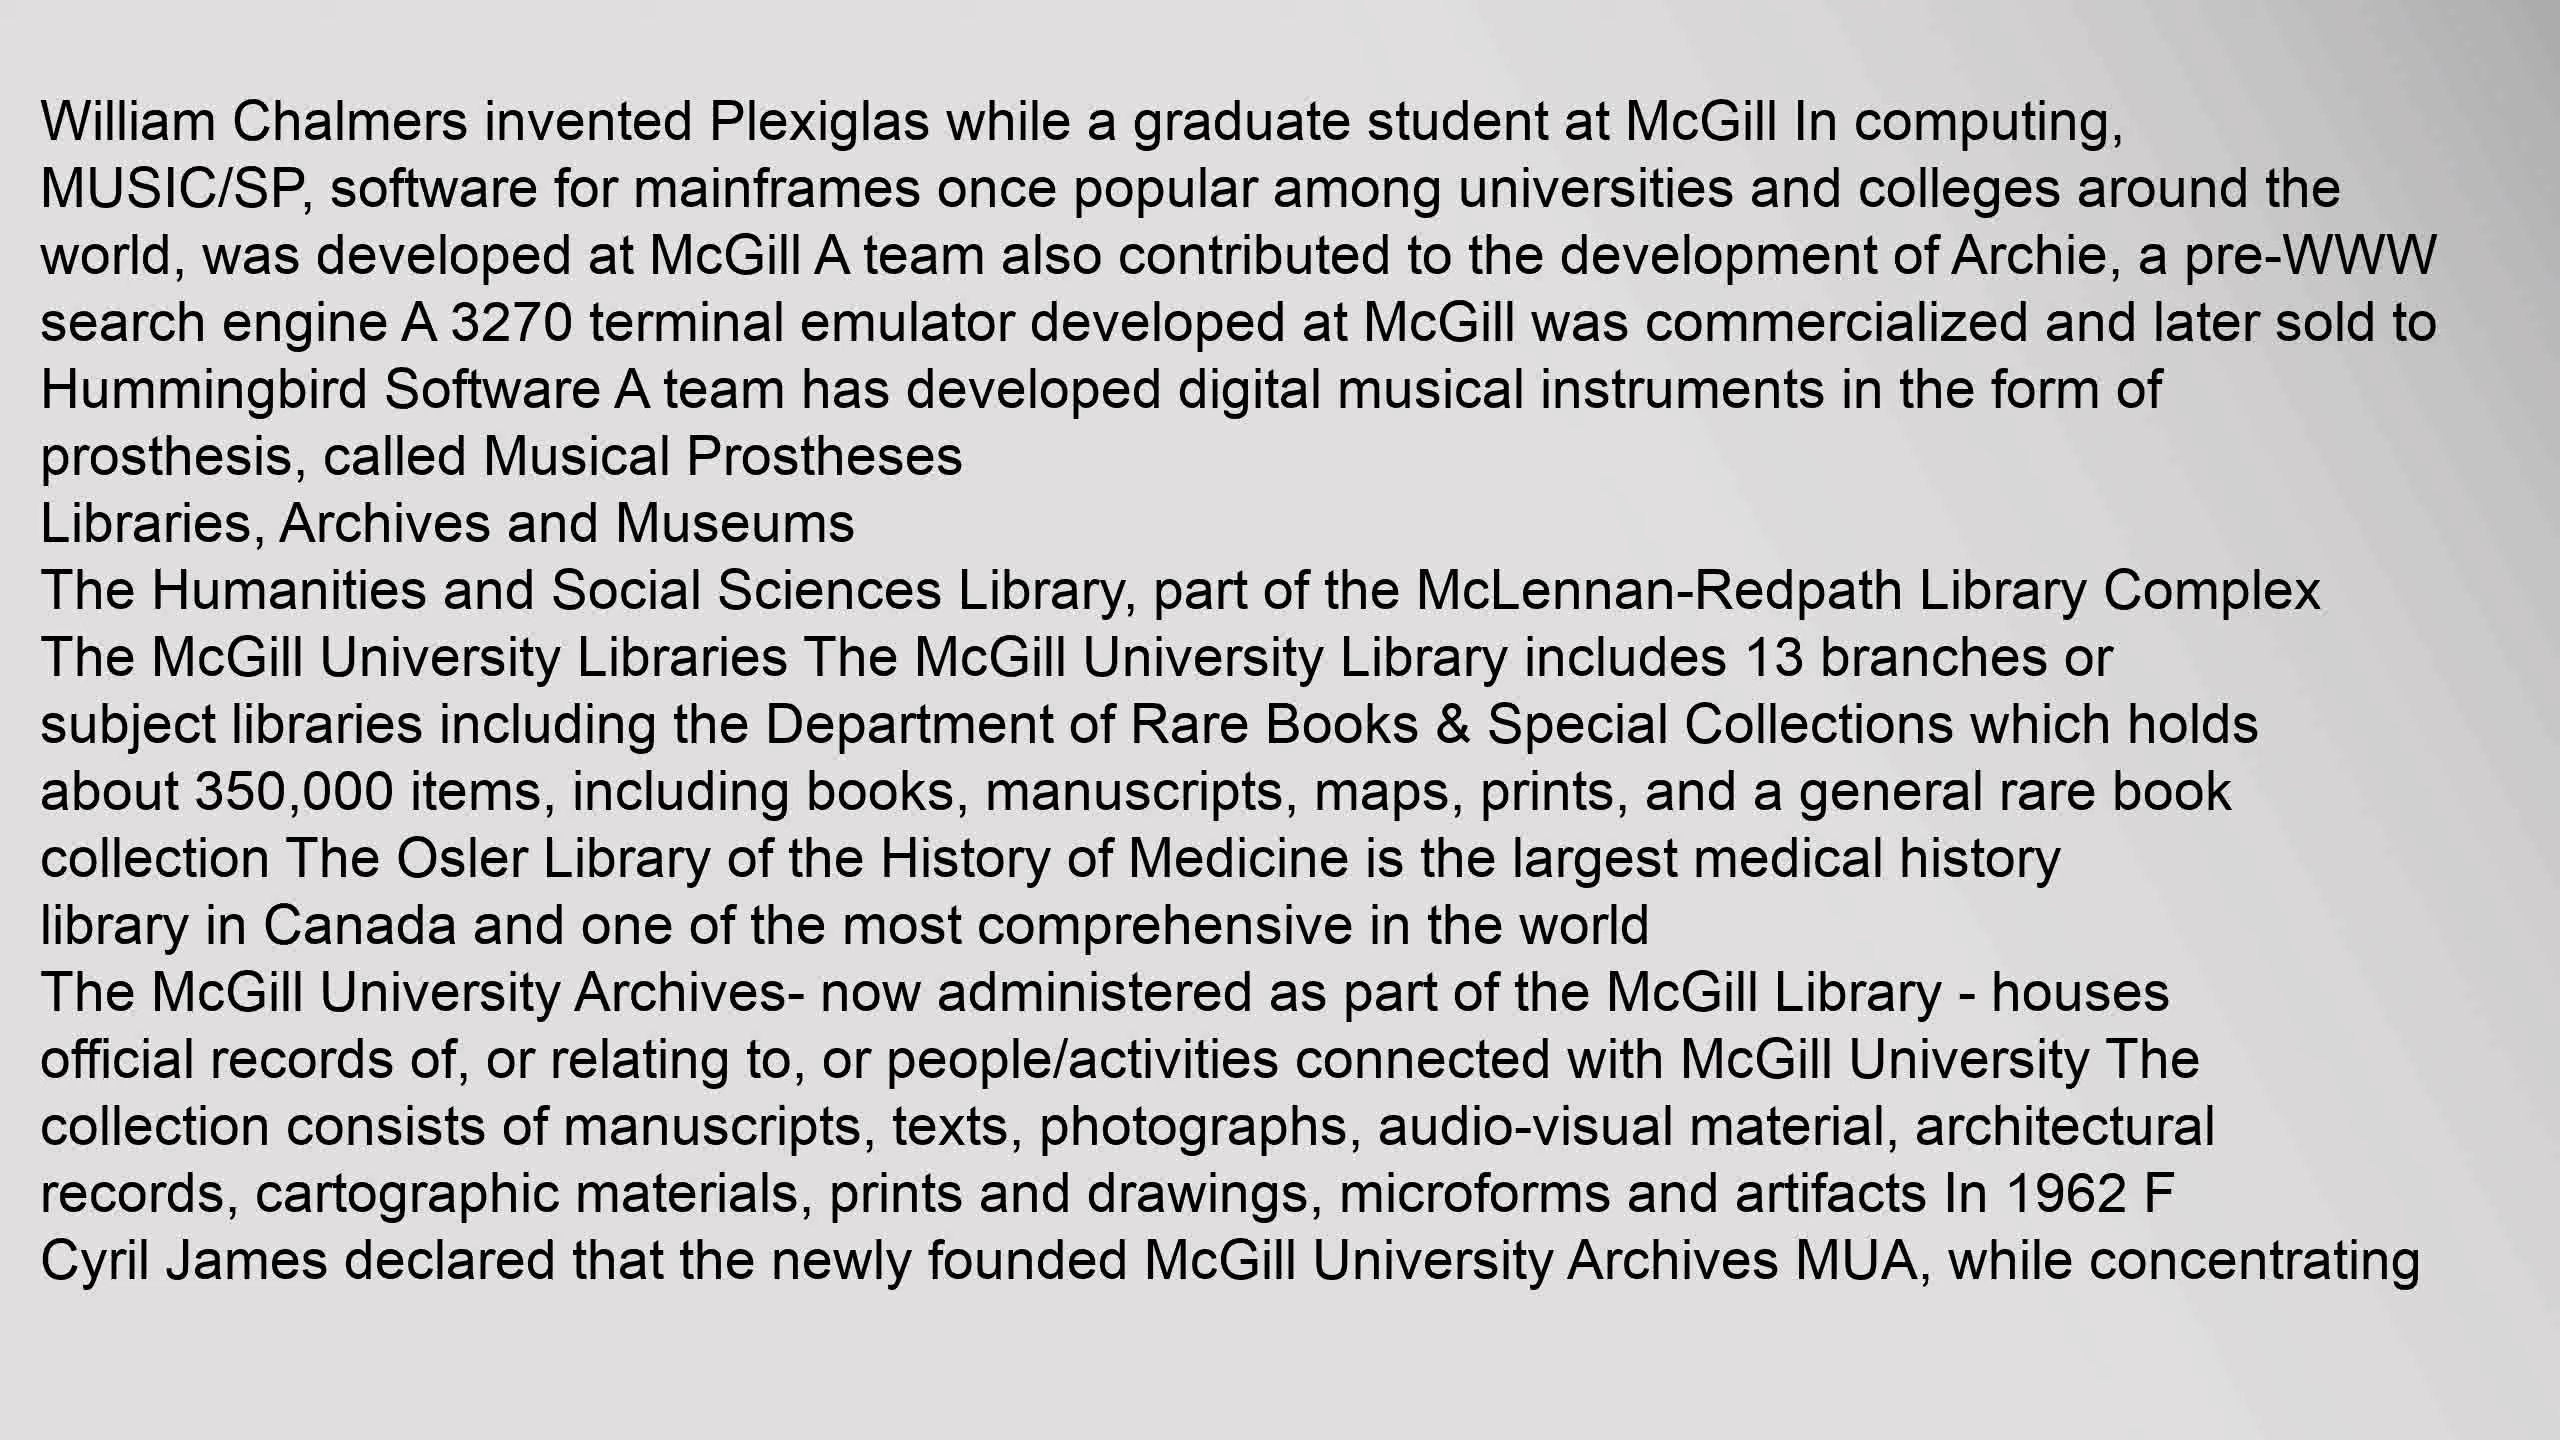 William Chalmers invented Plexiglas while a graduate student at McGill In computing,
MUSIC/SP, software for mainframes once popular among universities and colleges around the
world, was developed at McGill A team also contributed to the development of Archie, a pre-WWW
search engine A 3270 terminal emulator developed at McGill was commercialized and later sold to
Hummingbird Software A team has developed digital musical instruments in the form of
prosthesis, called Musical Prostheses
Libraries, Archives and Museums
The Humanities and Social Sciences Library, part of the McLennan-Redpath Library Complex
The McGill University Libraries The McGill University Library includes 13 branches or
subject libraries including the Department of Rare Books & Special Collections which holds
about 350,000 items, including books, manuscripts, maps, prints, and a general rare book
collection The Osler Library of the History of Medicine is the largest medical history
library in Canada and one of the most comprehensive in the world
The McGill University Archives- now administered as part of the McGill Library - houses
official records of, or relating to, or people/activities connected with McGill University The
collection consists of manuscripts, texts, photographs, audio-visual material, architectural
records, cartographic materials, prints and drawings, microforms and artifacts In 1962 F
Cyril James declared that the newly founded McGill University Archives MUA, while concentrating